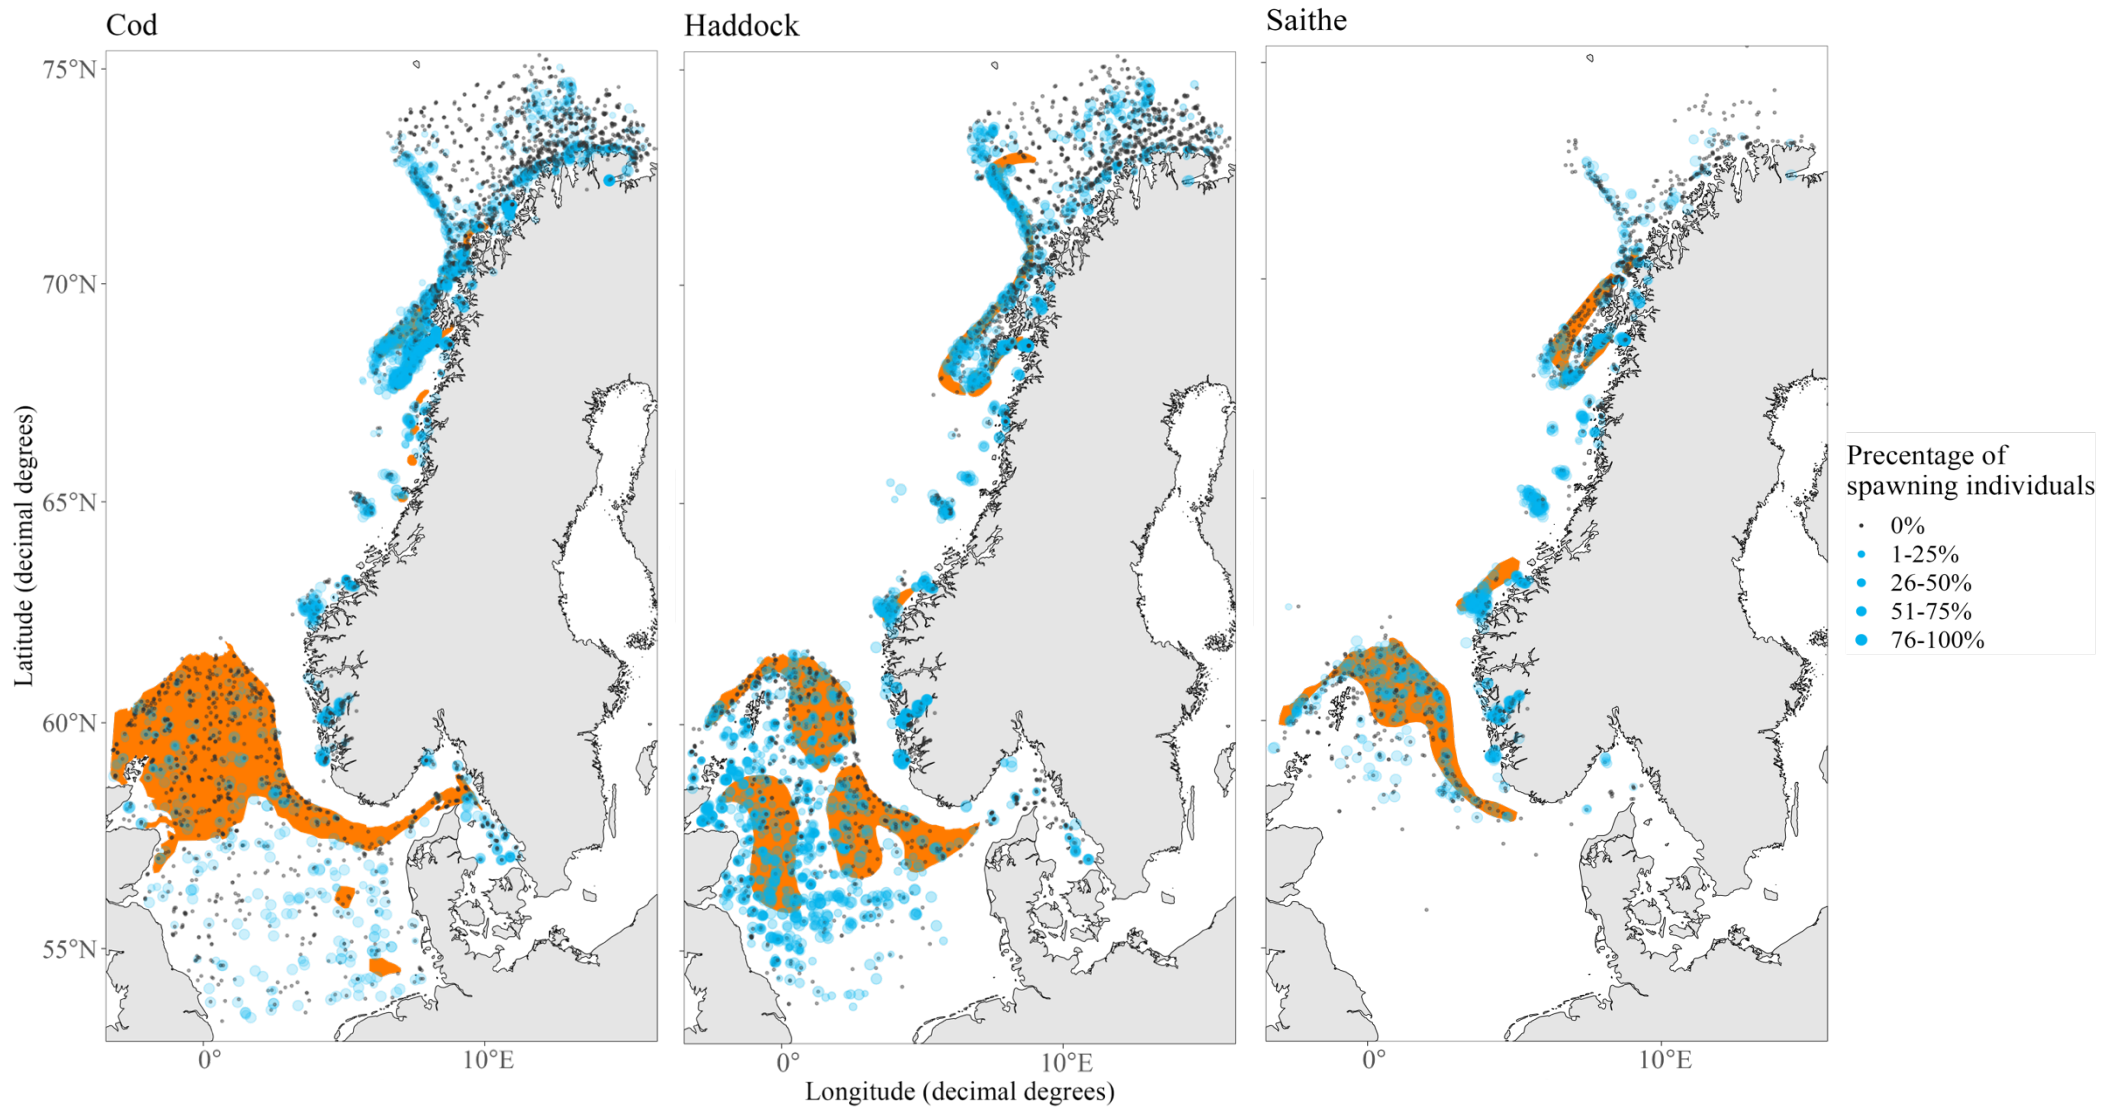 Cod
Haddock
Saithe
75°N
70°N
65°N
60°N
55°N
Latitude (decimal degrees)
0°
10°E
0°
10°E
0°
10°E
Longitude (decimal degrees)
Precentage of
spawning individuals
0%
1-25%
26-50%
51-75%
76-100%